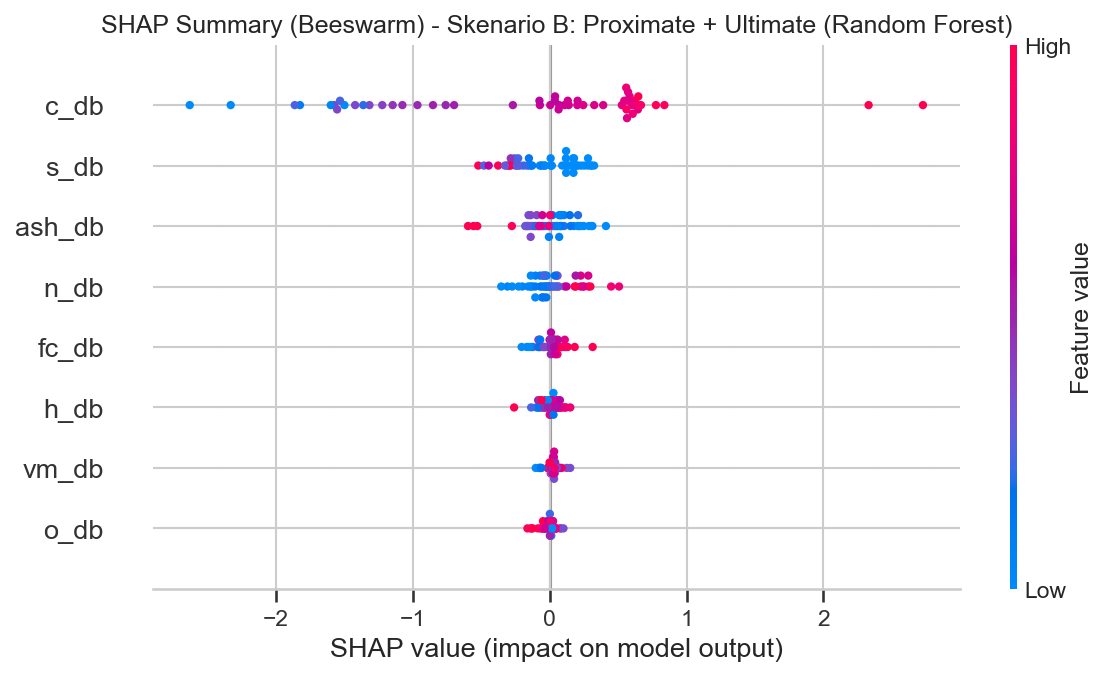 SHAP Summary (Beeswarm) - Skenario B: Proximate + Ultimate (Random Forest)
High
c_db
s_db
ash_db
n_db
fc_db
h_db
vm_db
o_db
Feature value
Low
−2 −1 0 1 2
SHAP value (impact on model output)